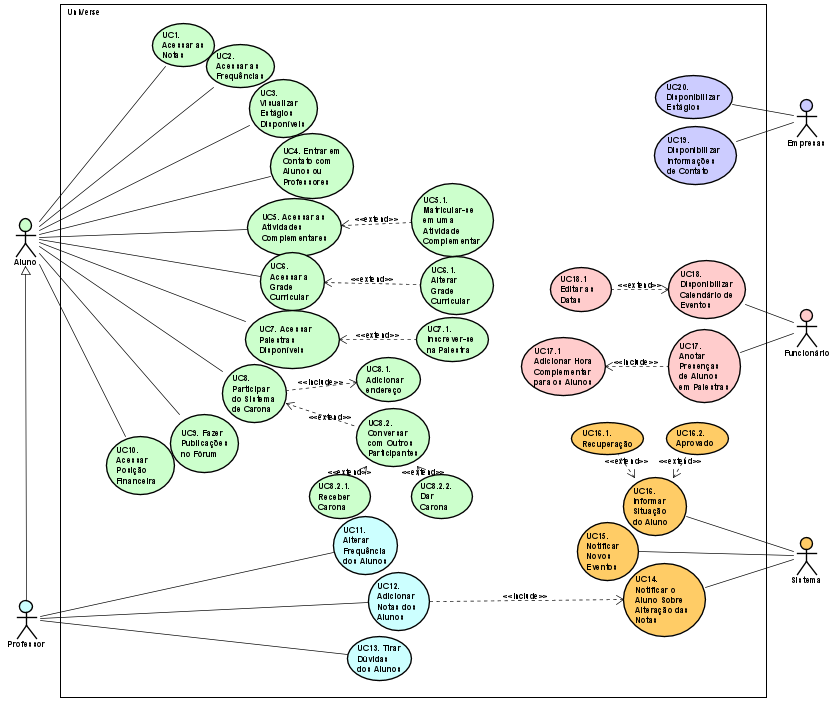 UniVerse
UC1.
Acessar as
Notas
UC2.
Acessar as
Frequências
UC3.
Visualizar
Estágios
Disponíveis
UC4. Entrar em
Contato com
Alunos ou
Professores
UC5. Acessar as
Atividades
Complementares
<<extend>>
UC5.1.
Matricular-se
em uma
Atividade
Complementar
UC6.
Acessar a
Grade
Curricular
<<extend>>
UC6.1.
Alterar
Grade
Curricular
UC7. Acessar
Palestras
Disponíveis
<<extend>>
UC7.1.
Inscrever-se
na Palestra
UC8.
Participar
do Sistema
de Carona
<<include>>
UC8.1.
Adicionar
endereço
<<extend>>
UC8.2.
Conversar
com Outros
Participantes
<<extend>>
<<extend>>
UC8.2.1.
Receber
Carona
UC8.2.2.
Dar
Carona
UC9. Fazer
Publicações
no Fórum
UC10.
Acessar
Posição
Financeira
Aluno
UC11.
Alterar
Frequência
dos Alunos
UC12.
Adicionar
Notas dos
Alunos
<<include>>
UC13. Tirar
Dúvidas
dos Alunos
Professor
UC20.
Disponibilizar
Estágios
UC19.
Disponibilizar
Informações
de Contato
Empresas
UC18.1
Editar as
Datas
<<extend>>
UC18.
Disponibilizar
Calendário de
Eventos
UC17.1
Adicionar Hora
Complementar
para os Alunos
<<include>>
UC17.
Anotar
Presenças
de Alunos
em Palestras
Funcionário
UC16.1.
Recuperação
UC16.2.
Aprovado
<<extend>>
<<extend>>
UC16.
Informar
Situação
do Aluno
UC15.
Notificar
Novos
Eventos
UC14.
Notificar o
Aluno Sobre
Alteração das
Notas
Sistema